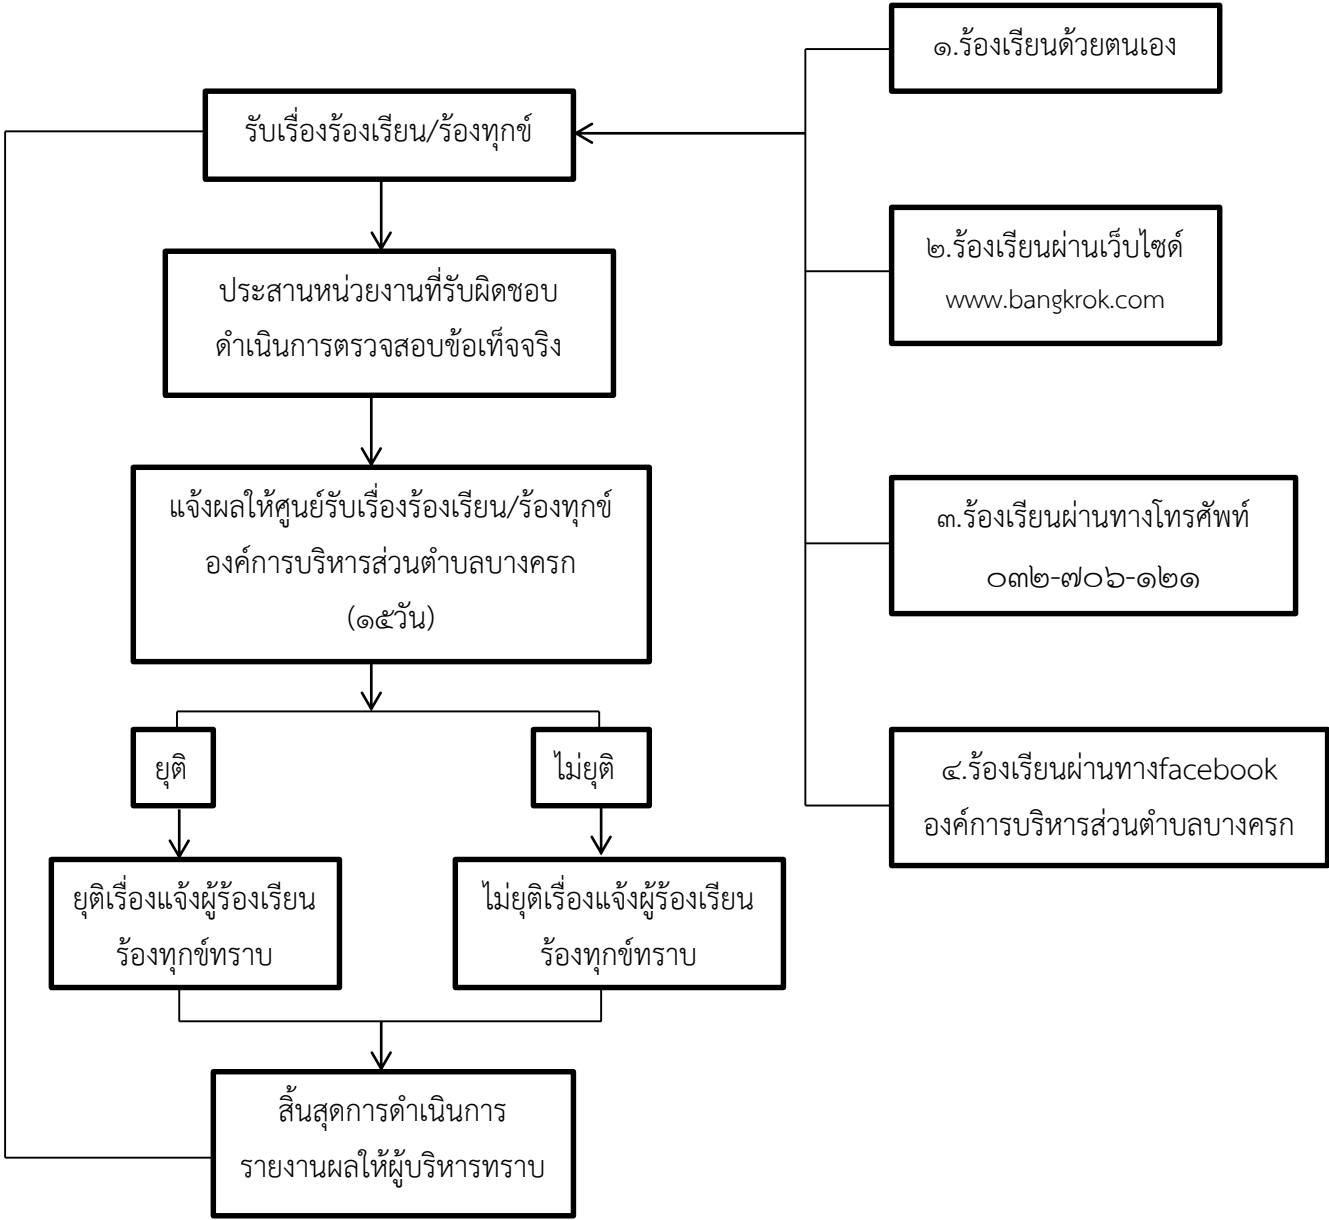 ๑.ร้องเรียนด้วยตนเอง
รับเรื่องร้องเรียน/ร้องทุกข์
๒.ร้องเรียนผ่านเว็บไซด์
www.bangkrok.com
ประสานหน่วยงานที่รับผิดชอบ
ดำเนินการตรวจสอบข้อเท็จจริง
แจ้งผลให้ศูนย์รับเรื่องร้องเรียน/ร้องทุกข์
องค์การบริหารส่วนตำบลบางครก
(๑๕วัน)
๓.ร้องเรียนผ่านทางโทรศัพท์
๐๓๒-๗๐๖-๑๒๑
ยุติ
ไม่ยุติ
๔.ร้องเรียนผ่านทางfacebook
องค์การบริหารส่วนตำบลบางครก
ยุติเรื่องแจ้งผู้ร้องเรียน
ร้องทุกข์ทราบ
ไม่ยุติเรื่องแจ้งผู้ร้องเรียน
ร้องทุกข์ทราบ
สิ้นสุดการดำเนินการ
รายงานผลให้ผู้บริหารทราบ